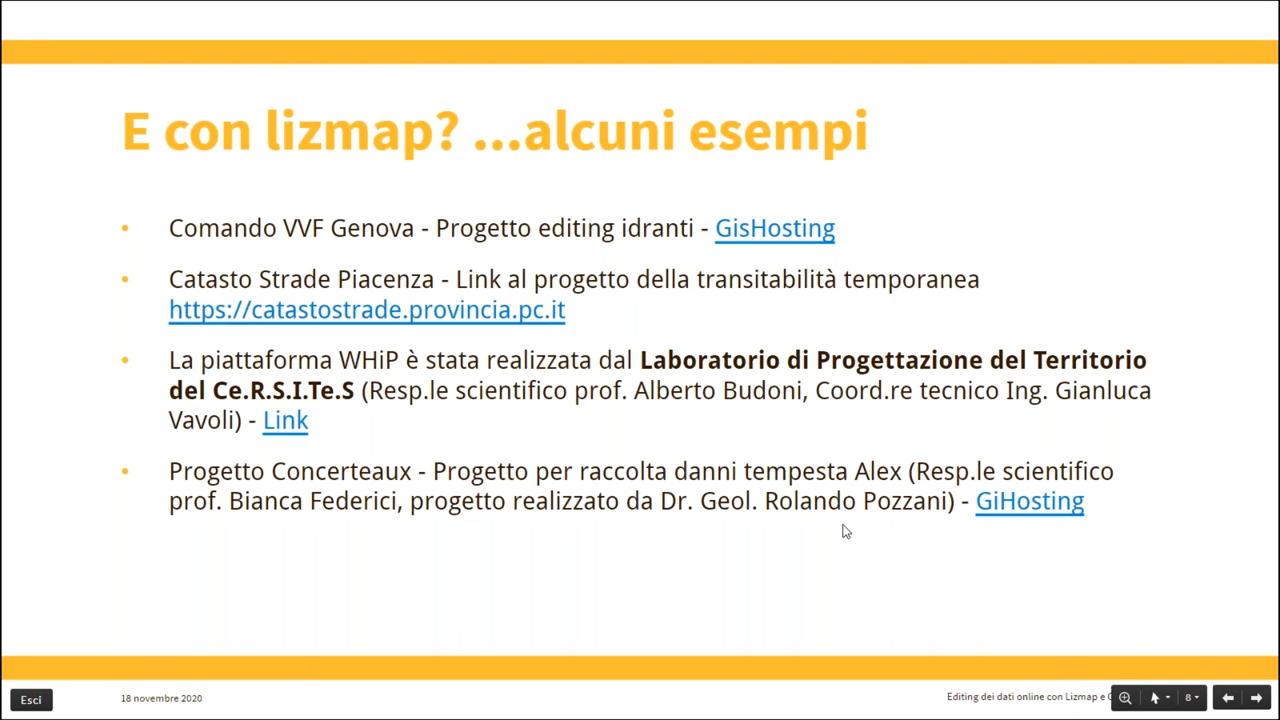 E con lizmap? ...alcuni esempi
• Comando VVF Genova - Progetto editing idranti - GisHosting
• Catasto Strade Piacenza - Link al progetto della transitabilità temporanea
https://catastostrade.provincia.pc.it
• La piattaforma WHiP è stata realizzata dal Laboratorio di Progettazione del Territorio
del Ce.R.S.I.Te.S (Resp.le scientifico prof. Alberto Budoni, Coord.re tecnico Ing. Gianluca
Vavoli) - Link
• Progetto Concerteaux - Progetto per raccolta danni tempesta Alex (Resp.le scientifico
prof. Bianca Federici, progetto realizzato da Dr. Geol. Rolando Pozzani) - GiHosting
Esci
18 novembre 2020
Editing dei dati online con Lizmap e
8